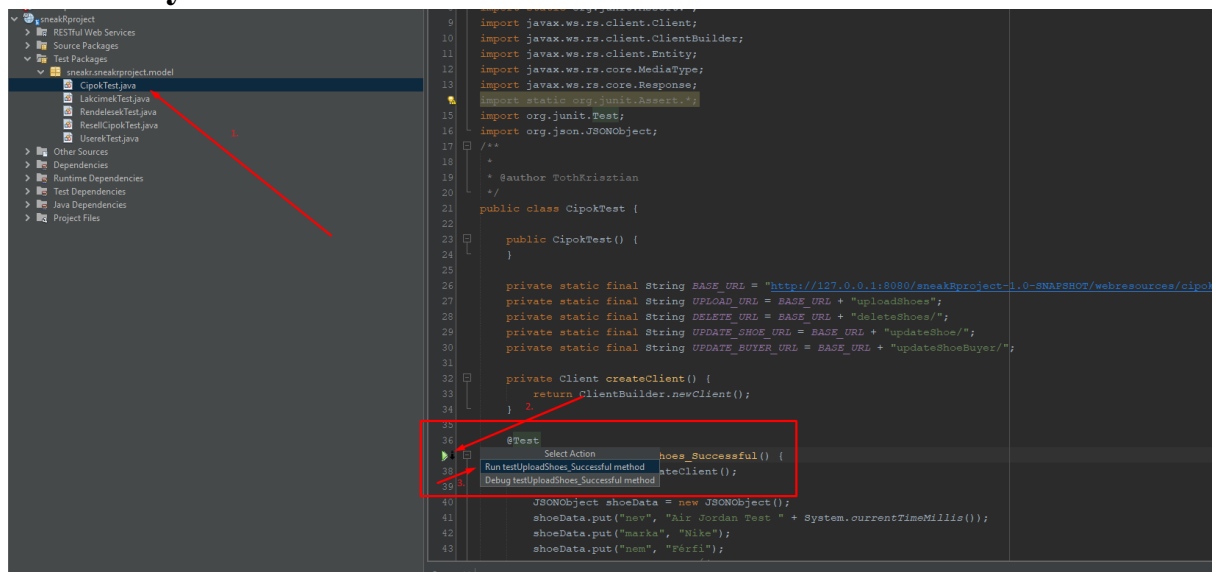 sneakRproject
RESTful Web Services
Source Packages
Test Packages
sneakr.sneakrproject.model
CipokTest.java
LakcimekTest.java
RendelesekTest.java
ResellCipokTest.java
UserekTest.java
Other Sources
Dependencies
Runtime Dependencies
Test Dependencies
Java Dependencies
Project Files
1.
9 import javax.ws.rs.client.Client;
10 import javax.ws.rs.client.ClientBuilder;
11 import javax.ws.rs.client.Entity;
12 import javax.ws.rs.core.MediaType;
13 import javax.ws.rs.core.Response;
import static org.junit.Assert.*;
15 import org.junit.Test;
16 import org.json.JSONObject;
17 /**
18 *
19 * @author TothKrisztian
20 */
21 public class CipokTest {
22
23 public CipokTest() {
24 }
25
26 private static final String BASE_URL = "http://127.0.0.1:8080/sneakRproject-1.0-SNAPSHOT/webresources/cipok
27 private static final String UPLOAD_URL = BASE_URL + "uploadShoes";
28 private static final String DELETE_URL = BASE_URL + "deleteShoes/";
29 private static final String UPDATE_SHOE_URL = BASE_URL + "updateShoe/";
30 private static final String UPDATE_BUYER_URL = BASE_URL + "updateShoeBuyer/";
31
32 private Client createClient() {
33 return ClientBuilder.newClient();
34 }
2.
35
36 @Test
Select Action
hoes_Successful() {
Run testUploadShoes_Successful method
38 ateClient();
Debug testUploadShoes_Successful method
39
3.
40 JSONObject shoeData = new JSONObject();
41 shoeData.put("nev", "Air Jordan Test " + System.currentTimeMillis());
42 shoeData.put("marka", "Nike");
43 shoeData.put("nem", "Férfi");